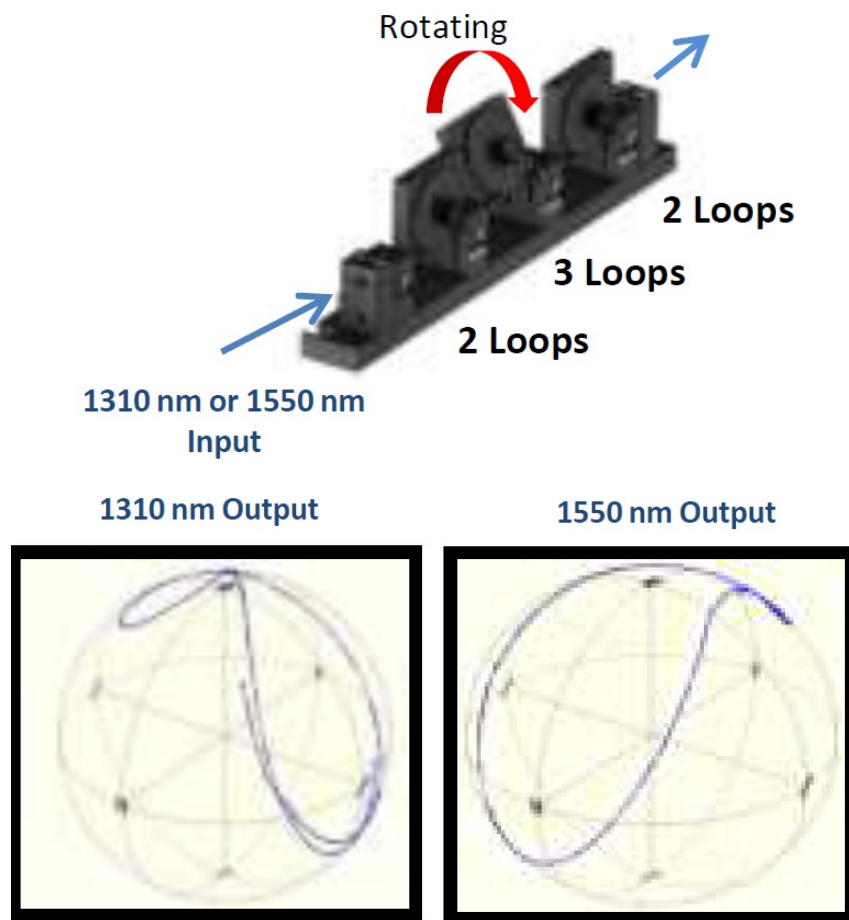 Rotating
2 Loops
3 Loops
2 Loops
1310 nm or 1550 nm
Input
1310 nm Output
1550 nm Output